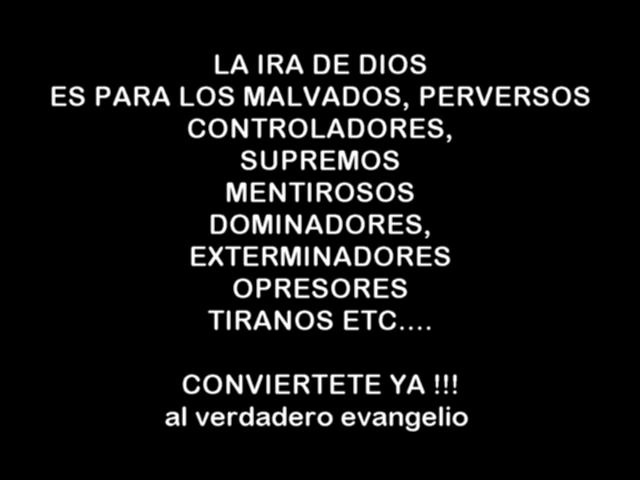 LA IRA DE DIOS
ES PARA LOS MALVADOS, PERVERSOS
CONTROLADORES,
SUPREMOS
MENTIROSOS
DOMINADORES,
EXTERMINADORES
OPRESORES
TIRANOS ETC....
CONVIERTETE YA !!!
al verdadero evangelio